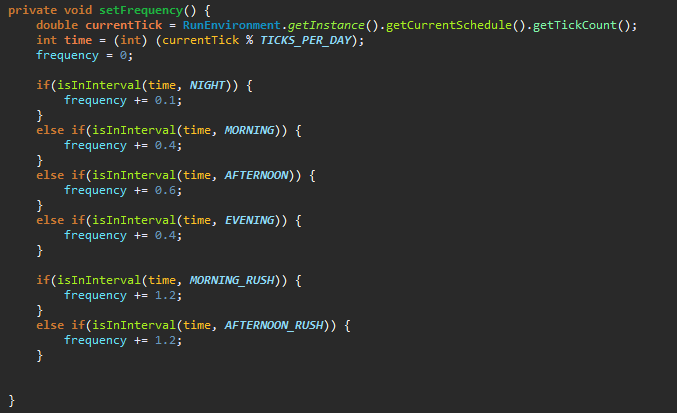 private void setFrequency() {
    double currentTick = RunEnvironment.getInstance().getCurrentSchedule().getTickCount();
    int time = (int) (currentTick % TICKS_PER_DAY);
    frequency = 0;

    if(isInInterval(time, NIGHT)) {
        frequency += 0.1;
    }
    else if(isInInterval(time, MORNING)) {
        frequency += 0.4;
    }
    else if(isInInterval(time, AFTERNOON)) {
        frequency += 0.6;
    }
    else if(isInInterval(time, EVENING)) {
        frequency += 0.4;
    }

    if(isInInterval(time, MORNING_RUSH)) {
        frequency += 1.2;
    }
    else if(isInInterval(time, AFTERNOON_RUSH)) {
        frequency += 1.2;
    }


}